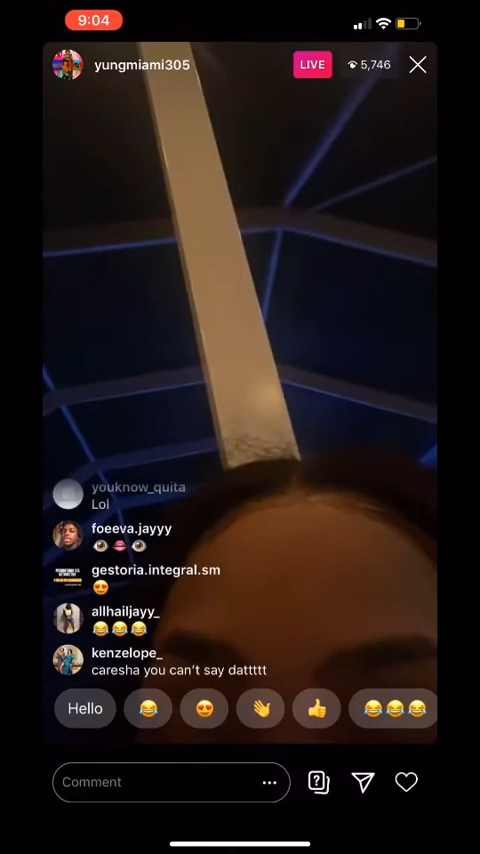 9:04
yungmiami305
LIVE
5,746
youknow_quita
Lol
foeeva.jayyy
👁️👄👁️
gestoria.integral.sm
😍
allhailjayy_
😂😂😂
kenzelope_
caresha you can't say dattttt
Hello 😂 😍 👋 👍 😂😂😂
Comment